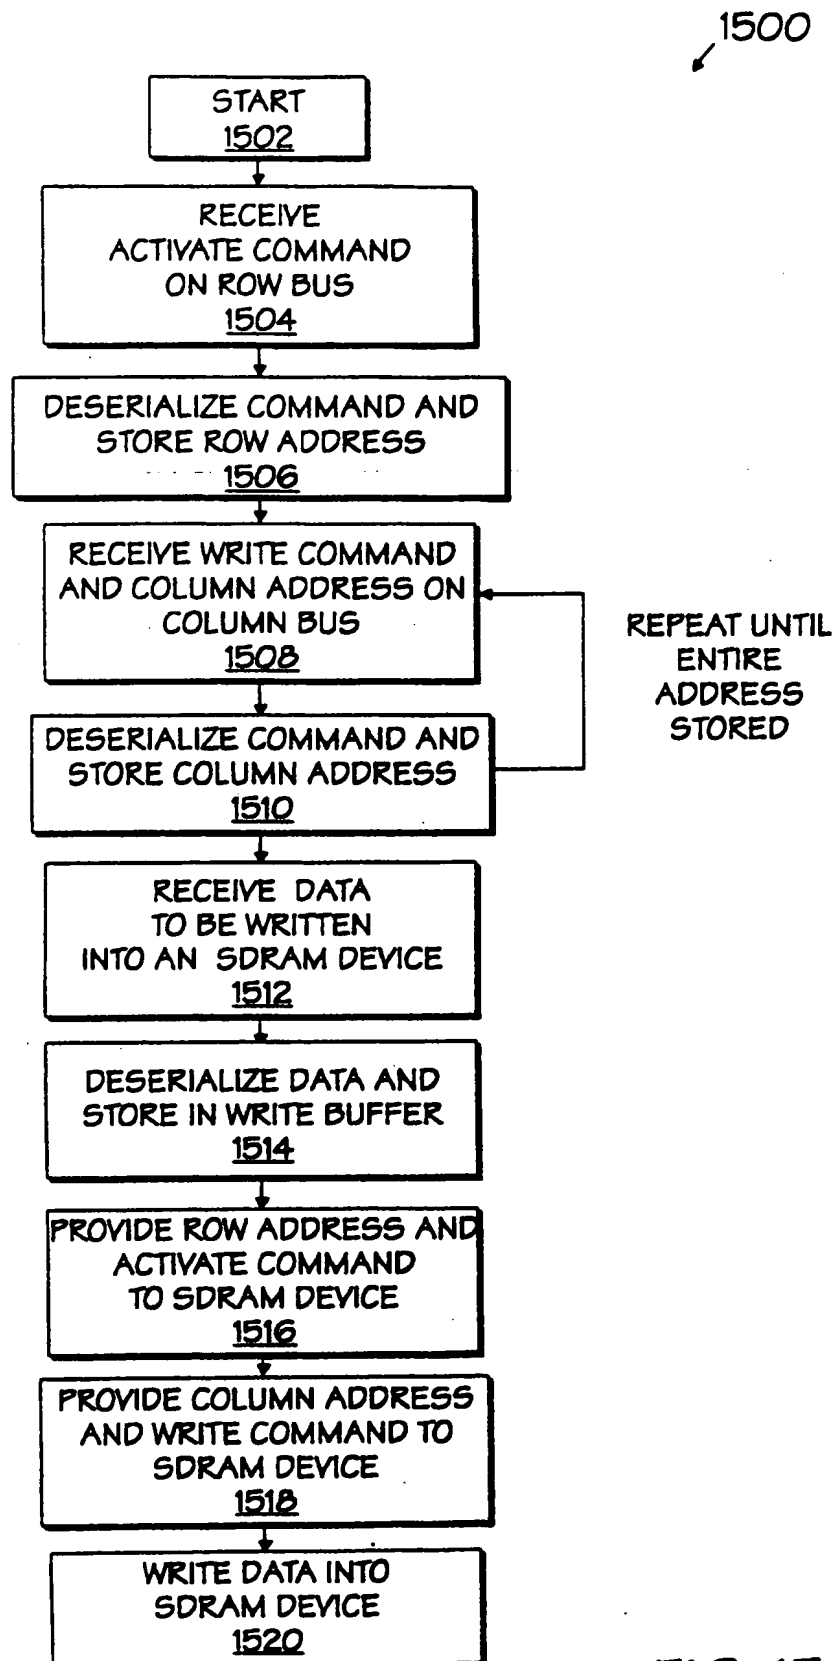 1500
START
1502
RECEIVE
ACTIVATE COMMAND
ON ROW BUS
1504
DESERIALIZE COMMAND AND
STORE ROW ADDRESS
1506
RECEIVE WRITE COMMAND
AND COLUMN ADDRESS ON
COLUMN BUS
1508
REPEAT UNTIL
ENTIRE
ADDRESS
STORED
DESERIALIZE COMMAND AND
STORE COLUMN ADDRESS
1510
RECEIVE DATA
TO BE WRITTEN
INTO AN SDRAM DEVICE
1512
DESERIALIZE DATA AND
STORE IN WRITE BUFFER
1514
PROVIDE ROW ADDRESS AND
ACTIVATE COMMAND
TO SDRAM DEVICE
1516
PROVIDE COLUMN ADDRESS
AND WRITE COMMAND TO
SDRAM DEVICE
1518
WRITE DATA INTO
SDRAM DEVICE
1520